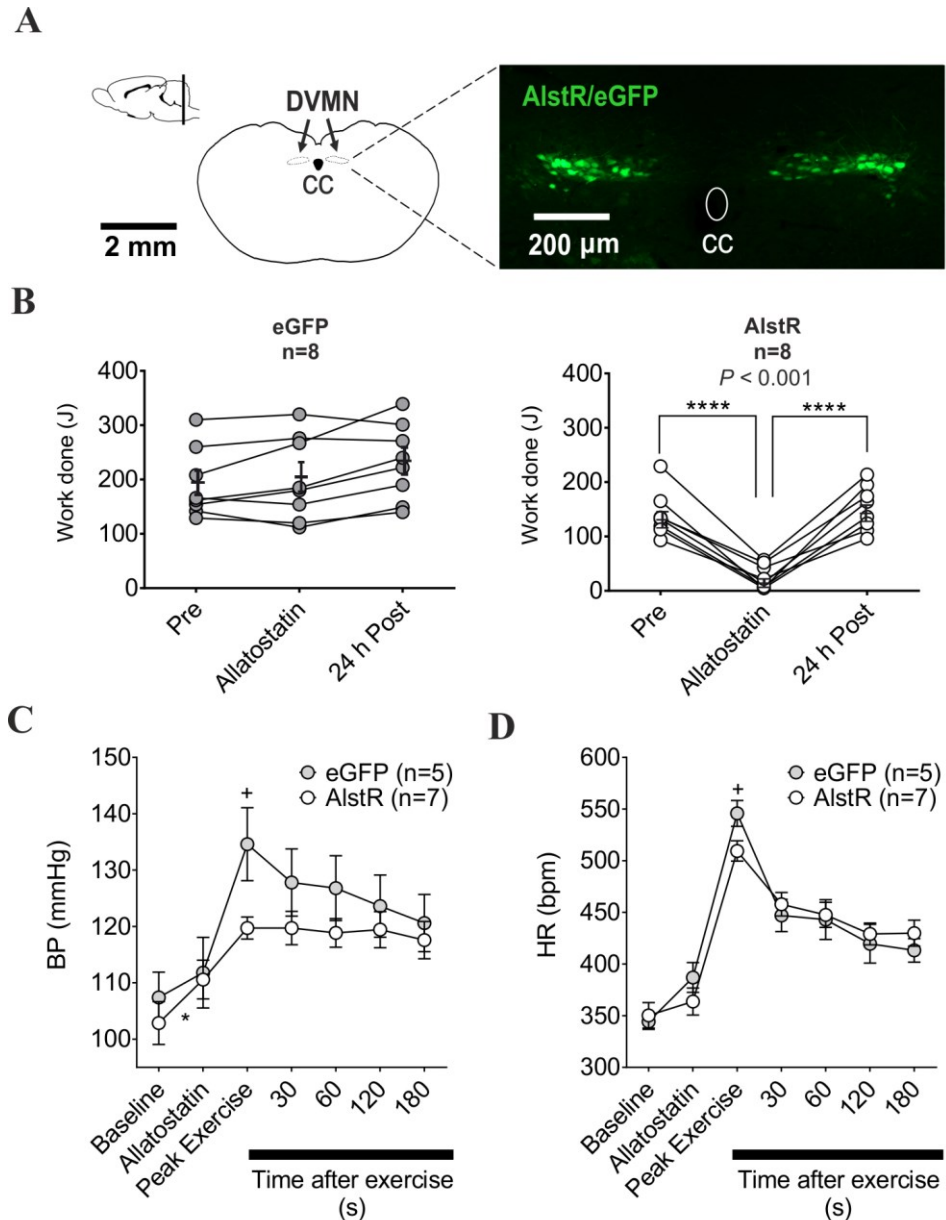 A
DVMN
CC
2 mm
AlstR/eGFP
200 µm
CC
B
eGFP
n=8
Work done (J)
400
300
200
100
0
Pre
Allatostatin
24 h Post
AlstR
n=8
P < 0.001
**** ****
Work done (J)
400
300
200
100
0
Pre
Allatostatin
24 h Post
C
BP (mmHg)
150
140
130
120
110
100
eGFP (n=5)
AlstR (n=7)
+
*
Baseline
Allatostatin
Peak Exercise
30
60
120
180
Time after exercise
(s)
D
HR (bpm)
600
550
500
450
400
350
300
eGFP (n=5)
AlstR (n=7)
+
Baseline
Allatostatin
Peak Exercise
30
60
120
180
Time after exercise
(s)